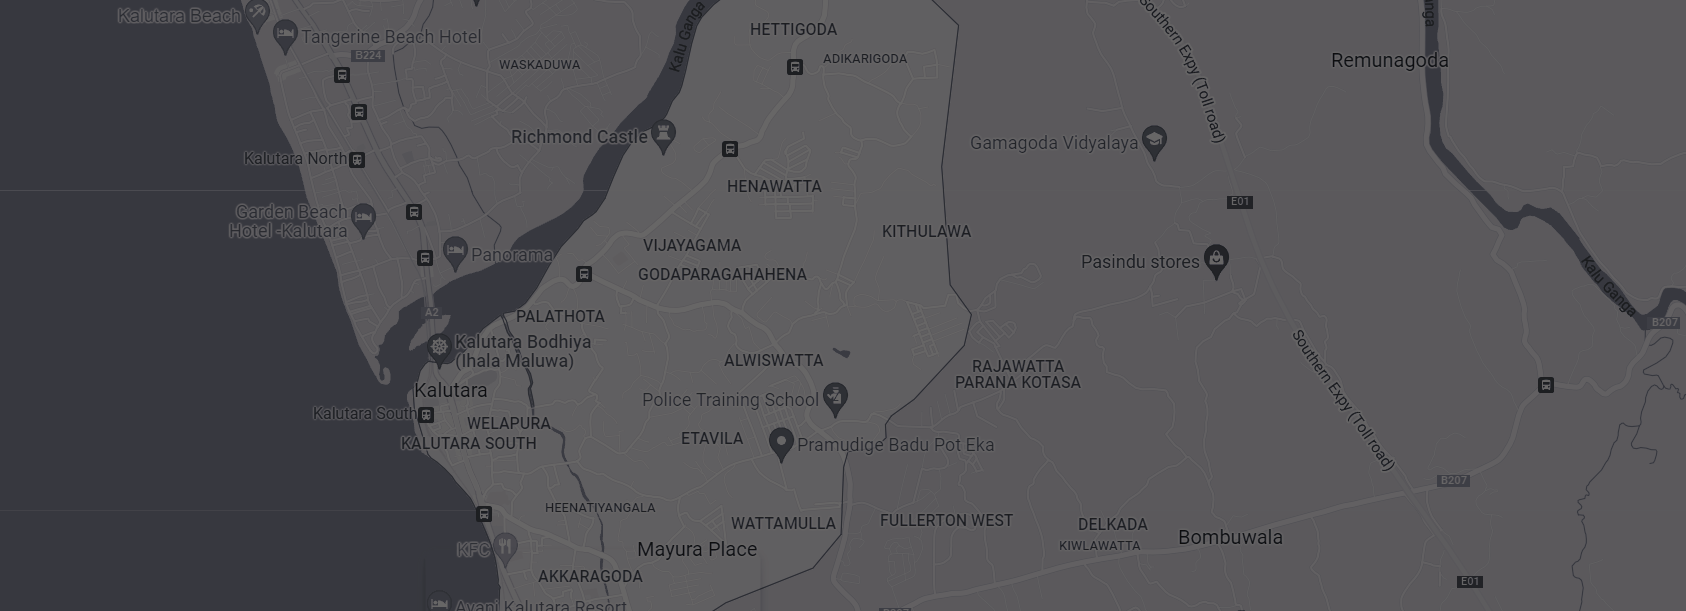 Kalutara Beach
Tangerine Beach Hotel
B224
WASKADUWA
Kalu Ganga
HETTIGODA
ADIKARIGODA
Southern Expy (Toll road)
Remunagoda
Richmond Castle
Gamagoda Vidyalaya
Kalutara North
HENAWATTA
Garden Beach
Hotel -Kalutara
E01
KITHULAWA
VIJAYAGAMA
Panorama
GODAPARAGAHAHENA
Pasindu stores
Kalu Ganga
A2
PALATHOTA
B207
Kalutara Bodhiya
(Ihala Maluwa)
ALWISWATTA
RAJAWATTA
PARANA KOTASA
Southern Expy (Toll road)
Kalutara
Police Training School
Kalutara South
WELAPURA
KALUTARA SOUTH
ETAVILA
Pramudige Badu Pot Eka
B207
HEENATIYANGALA
WATTAMULLA
FULLERTON WEST
DELKADA
Bombuwala
KIWLAWATTA
KFC
Mayura Place
AKKARAGODA
E01
Avani Kalutara Resort